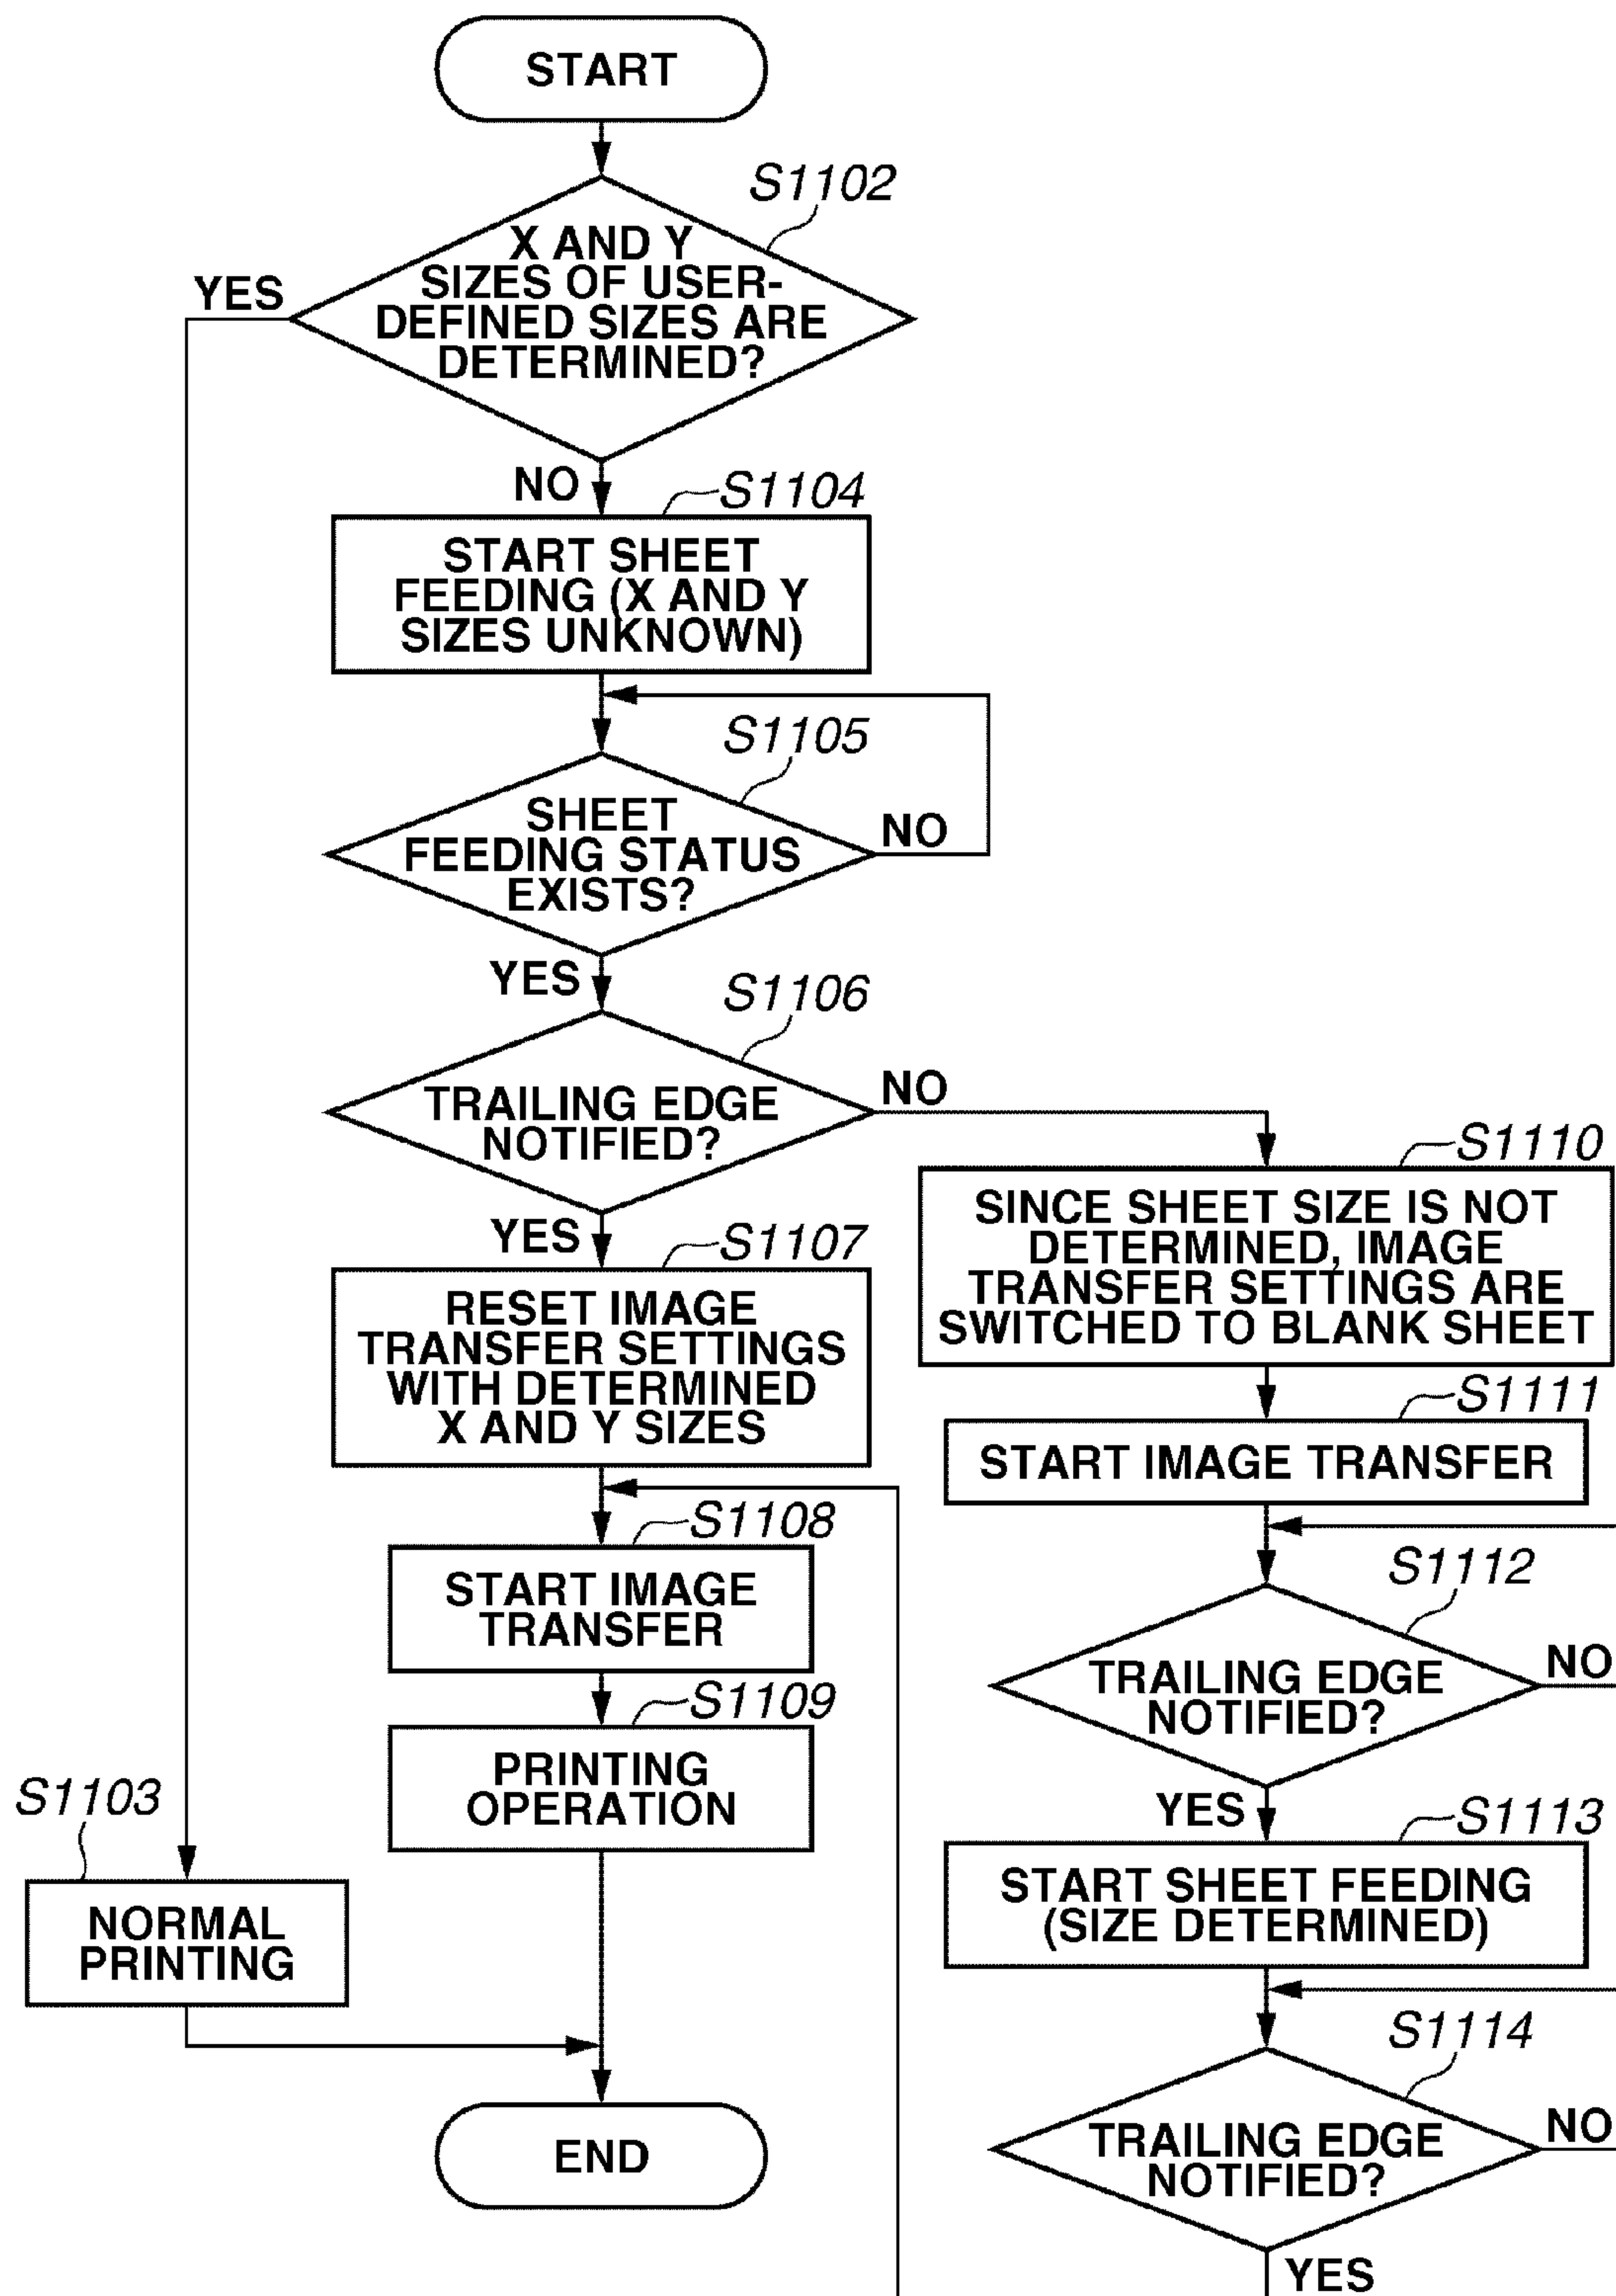 START
S1102
X AND Y
SIZES OF USER-
DEFINED SIZES ARE
DETERMINED?
YES
NO
S1104
START SHEET
FEEDING (X AND Y
SIZES UNKNOWN)
S1105
SHEET
FEEDING STATUS
EXISTS?
NO
YES
S1106
TRAILING EDGE
NOTIFIED?
NO
YES
S1107
RESET IMAGE
TRANSFER SETTINGS
WITH DETERMINED
X AND Y SIZES
S1108
START IMAGE
TRANSFER
S1109
PRINTING
OPERATION
S1103
NORMAL
PRINTING
END
S1110
SINCE SHEET SIZE IS NOT
DETERMINED, IMAGE
TRANSFER SETTINGS ARE
SWITCHED TO BLANK SHEET
S1111
START IMAGE TRANSFER
S1112
TRAILING EDGE
NOTIFIED?
NO
YES
S1113
START SHEET FEEDING
(SIZE DETERMINED)
S1114
TRAILING EDGE
NOTIFIED?
NO
YES